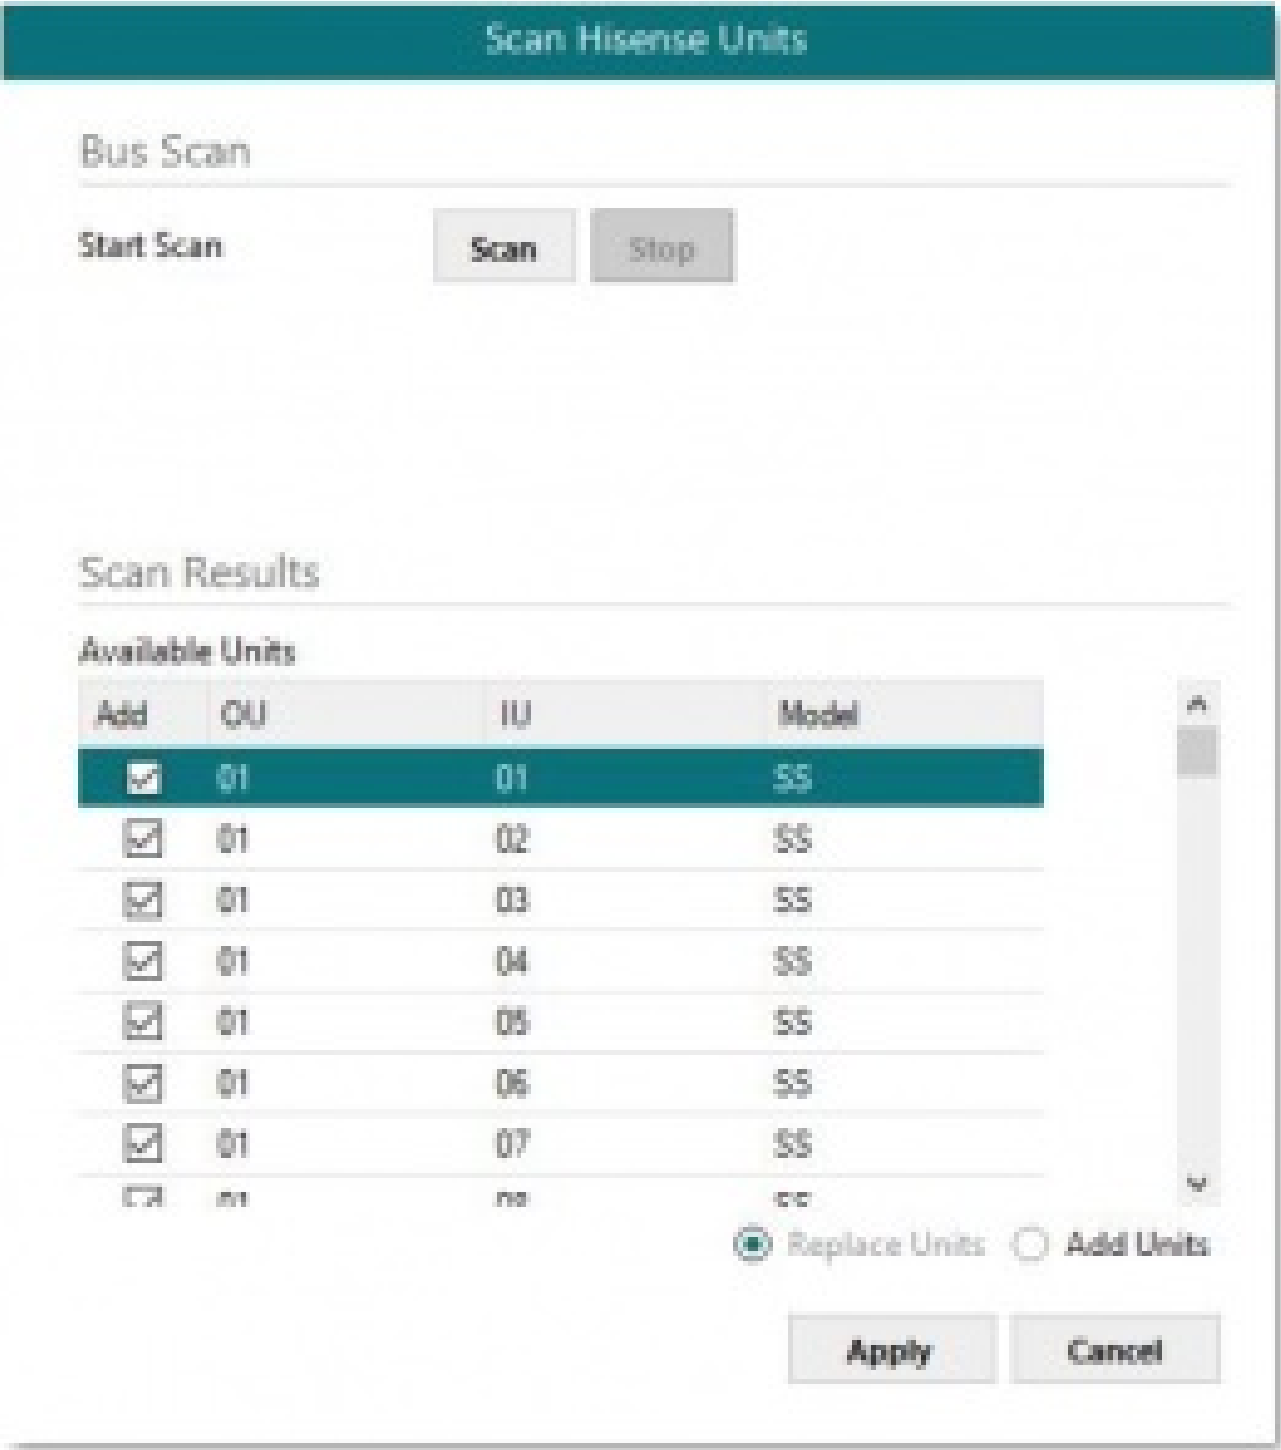 Scan Hisense Units
Bus Scan
Start Scan Scan Stop
Scan Results
Available Units
Add OU IU Model
01 01 SS
01 02 SS
01 03 SS
01 04 SS
01 05 SS
01 06 SS
01 07 SS
Replace Units Add Units
Apply Cancel